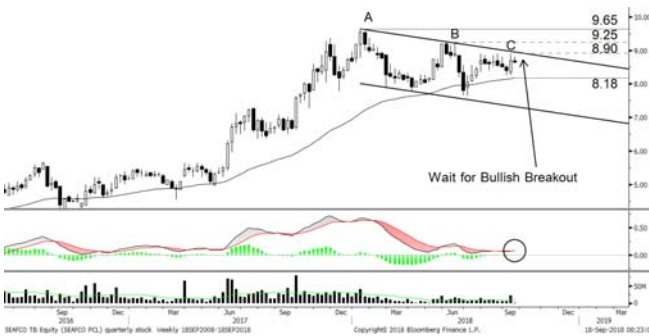 A
B
C
9.65
9.25
8.90
8.18
10.00
9.00
8.00
7.00
6.00
5.00
Wait for Bullish Breakout
0.50
0.00
50M
0
Sep Dec Mar Jun Sep Dec Mar Jun Sep Dec Mar
2016 2017 2018 2019
SEAFCO TB Equity (SEAFCO PCL) quarterly stock Weekly 18SEP2008-18SEP2018 Copyright© 2018 Bloomberg Finance L.P. 18-Sep-2018 08:23:0